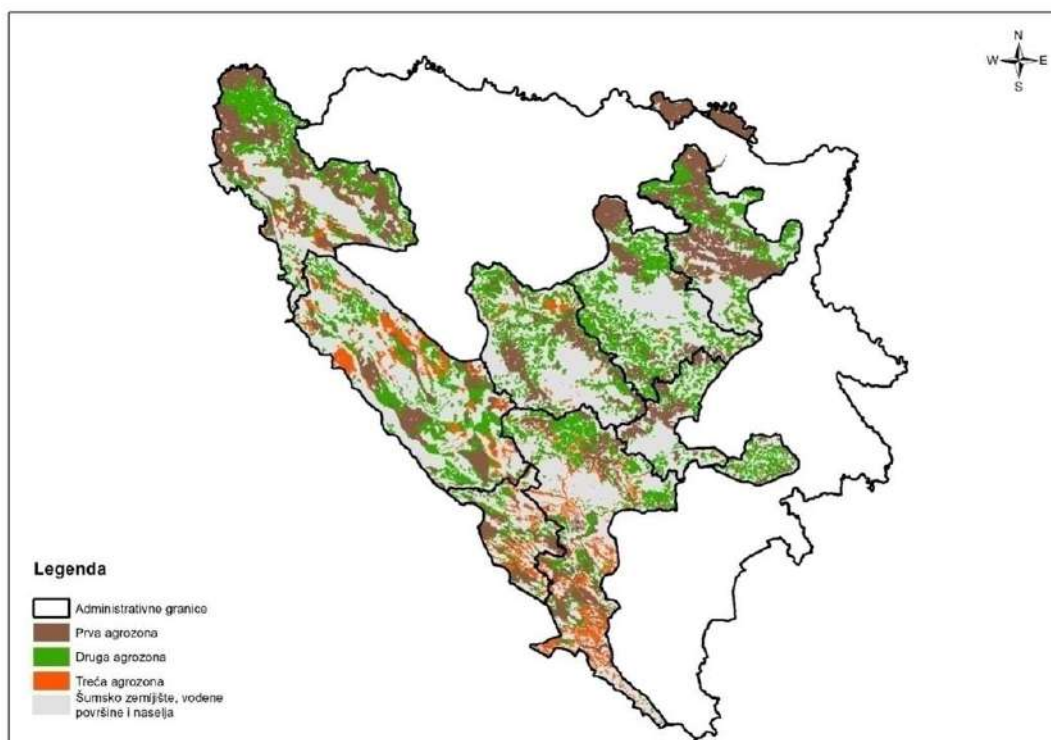 N
W E
S
Legenda
Administrativne granice
Prva agrozona
Druga agrozona
Treća agrozona
Šumsko zemljište, vodene
površine i naselja